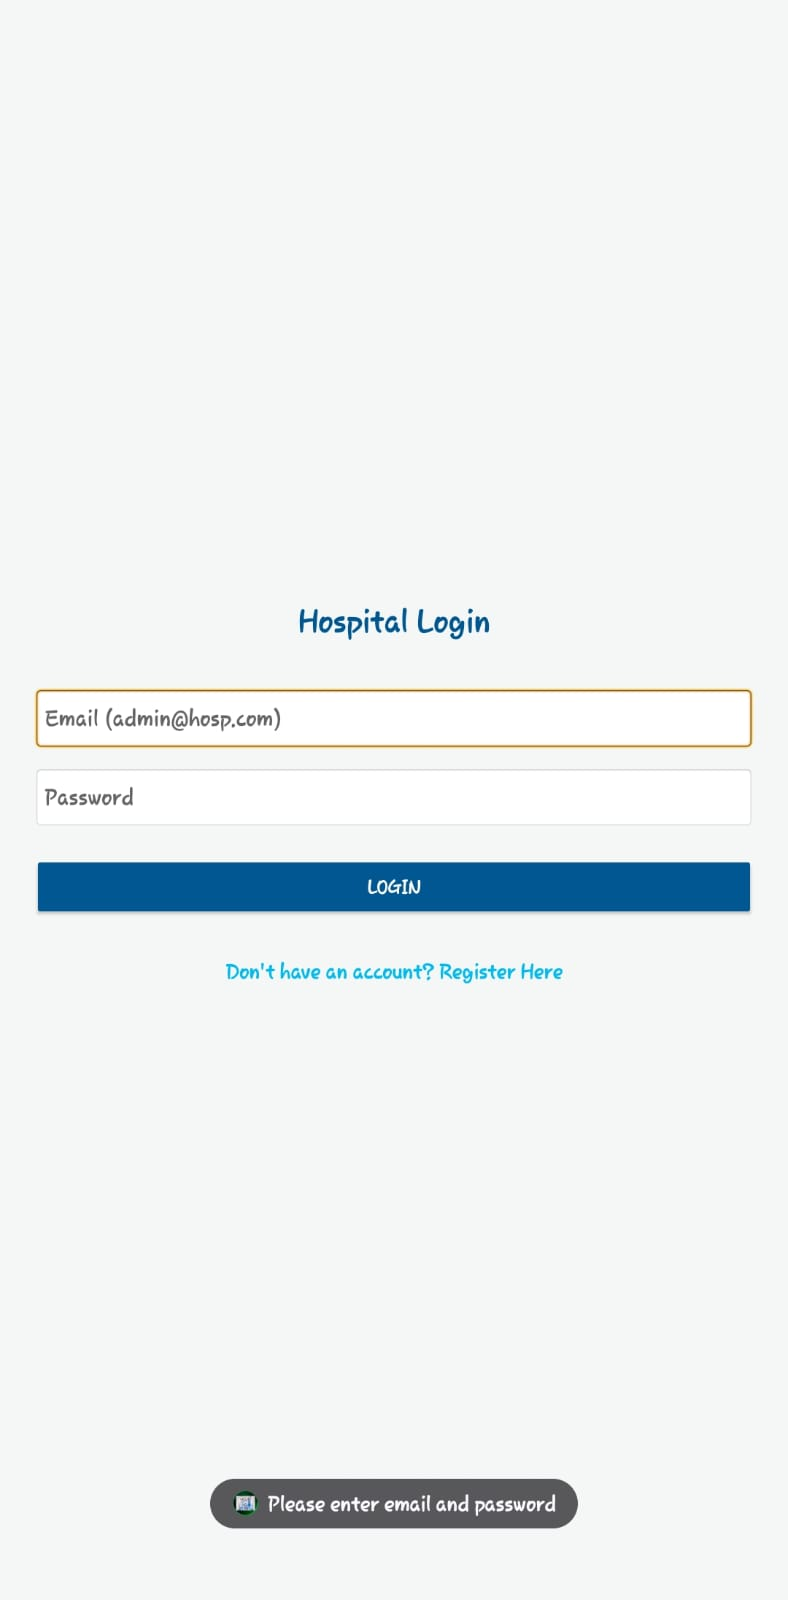 Hospital Login
Email (admin@hosp.com)
Password
LOGIN
Don't have an account? Register Here
Please enter email and password